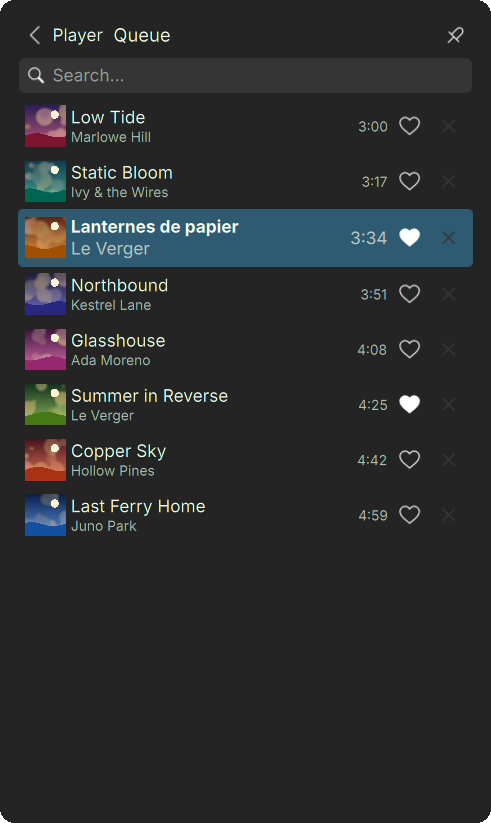 Player Queue
Search...
Low Tide
Marlowe Hill
3:00
Static Bloom
Ivy & the Wires
3:17
Lanternes de papier
Le Verger
3:34
Northbound
Kestrel Lane
3:51
Glasshouse
Ada Moreno
4:08
Summer in Reverse
Le Verger
4:25
Copper Sky
Hollow Pines
4:42
Last Ferry Home
Juno Park
4:59